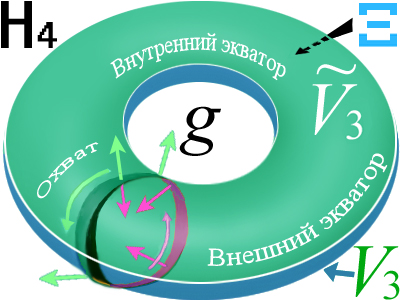 H4
Ξ
Внутренний экватор
Ṽ3
g
Охват
Внешний экватор
V3